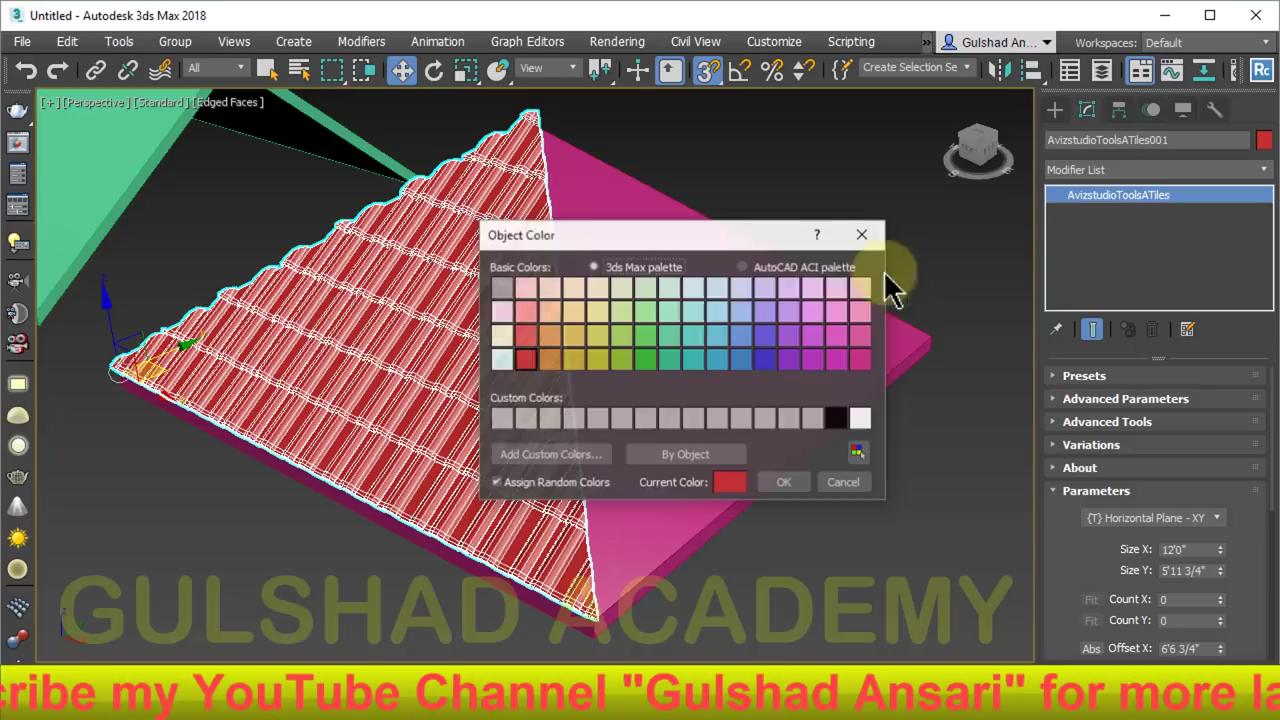 Untitled - Autodesk 3ds Max 2018
File Edit Tools Group Views Create Modifiers Animation Graph Editors Rendering Civil View Customize Scripting » Gulshad An... Workspaces: Default
All View Create Selection Se Rc
[+] [Perspective] [Standard] [Edged Faces]
AvizstudioToolsATiles001
Modifier List
AvizstudioToolsATiles
Object Color ?
Basic Colors: 3ds Max palette AutoCAD ACI palette
Custom Colors:
Add Custom Colors... By Object
Assign Random Colors Current Color: OK Cancel
Presets
Advanced Parameters
Advanced Tools
Variations
About
Parameters
{T} Horizontal Plane - XY
Size X: 12'0"
Size Y: 5'11 3/4"
Fit Count X: 0
Fit Count Y: 0
Abs Offset X: 6'6 3/4"
z
z
GULSHAD ACADEMY
cribe my YouTube Channel "Gulshad Ansari" for more la